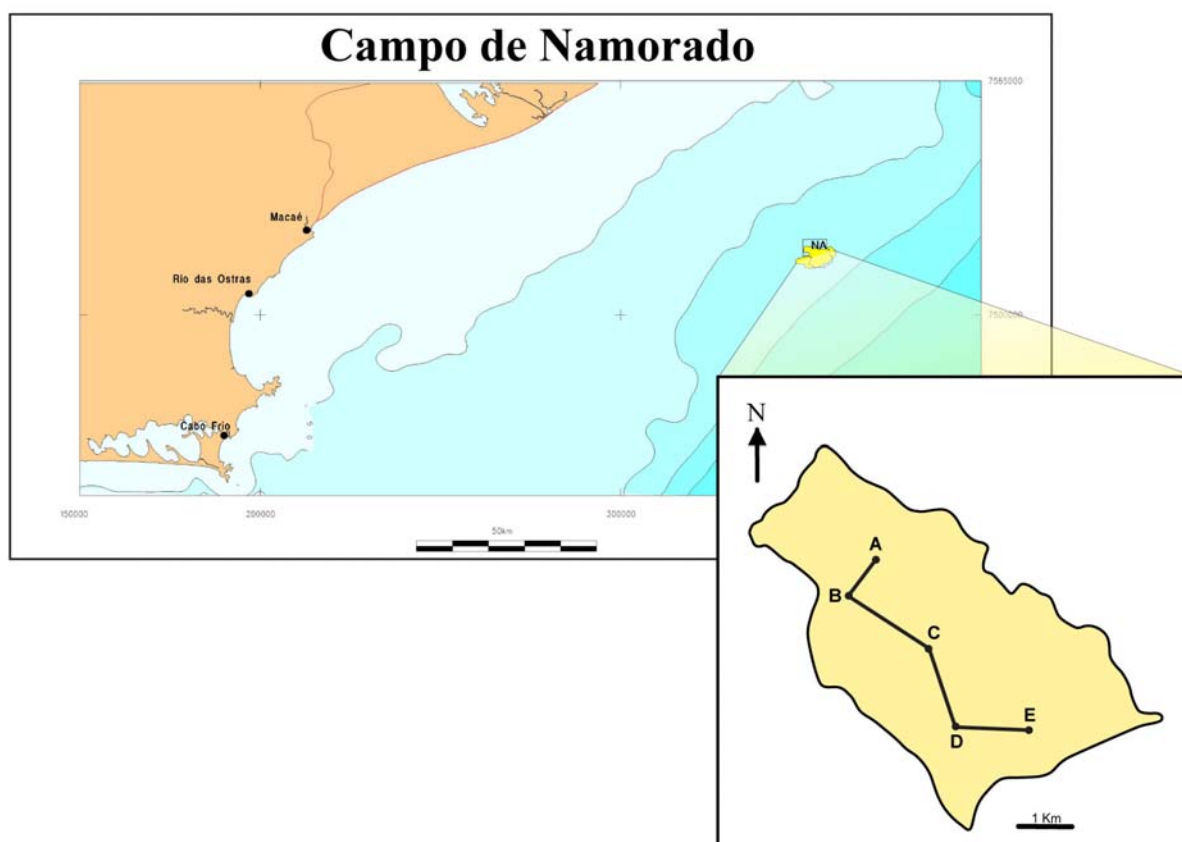 Campo de Namorado
7565000
Macaé
NA
Rio das Ostras
7500000
Cabo Frio
150000
200000
300000
50km
N
A
B
C
D
E
1 Km